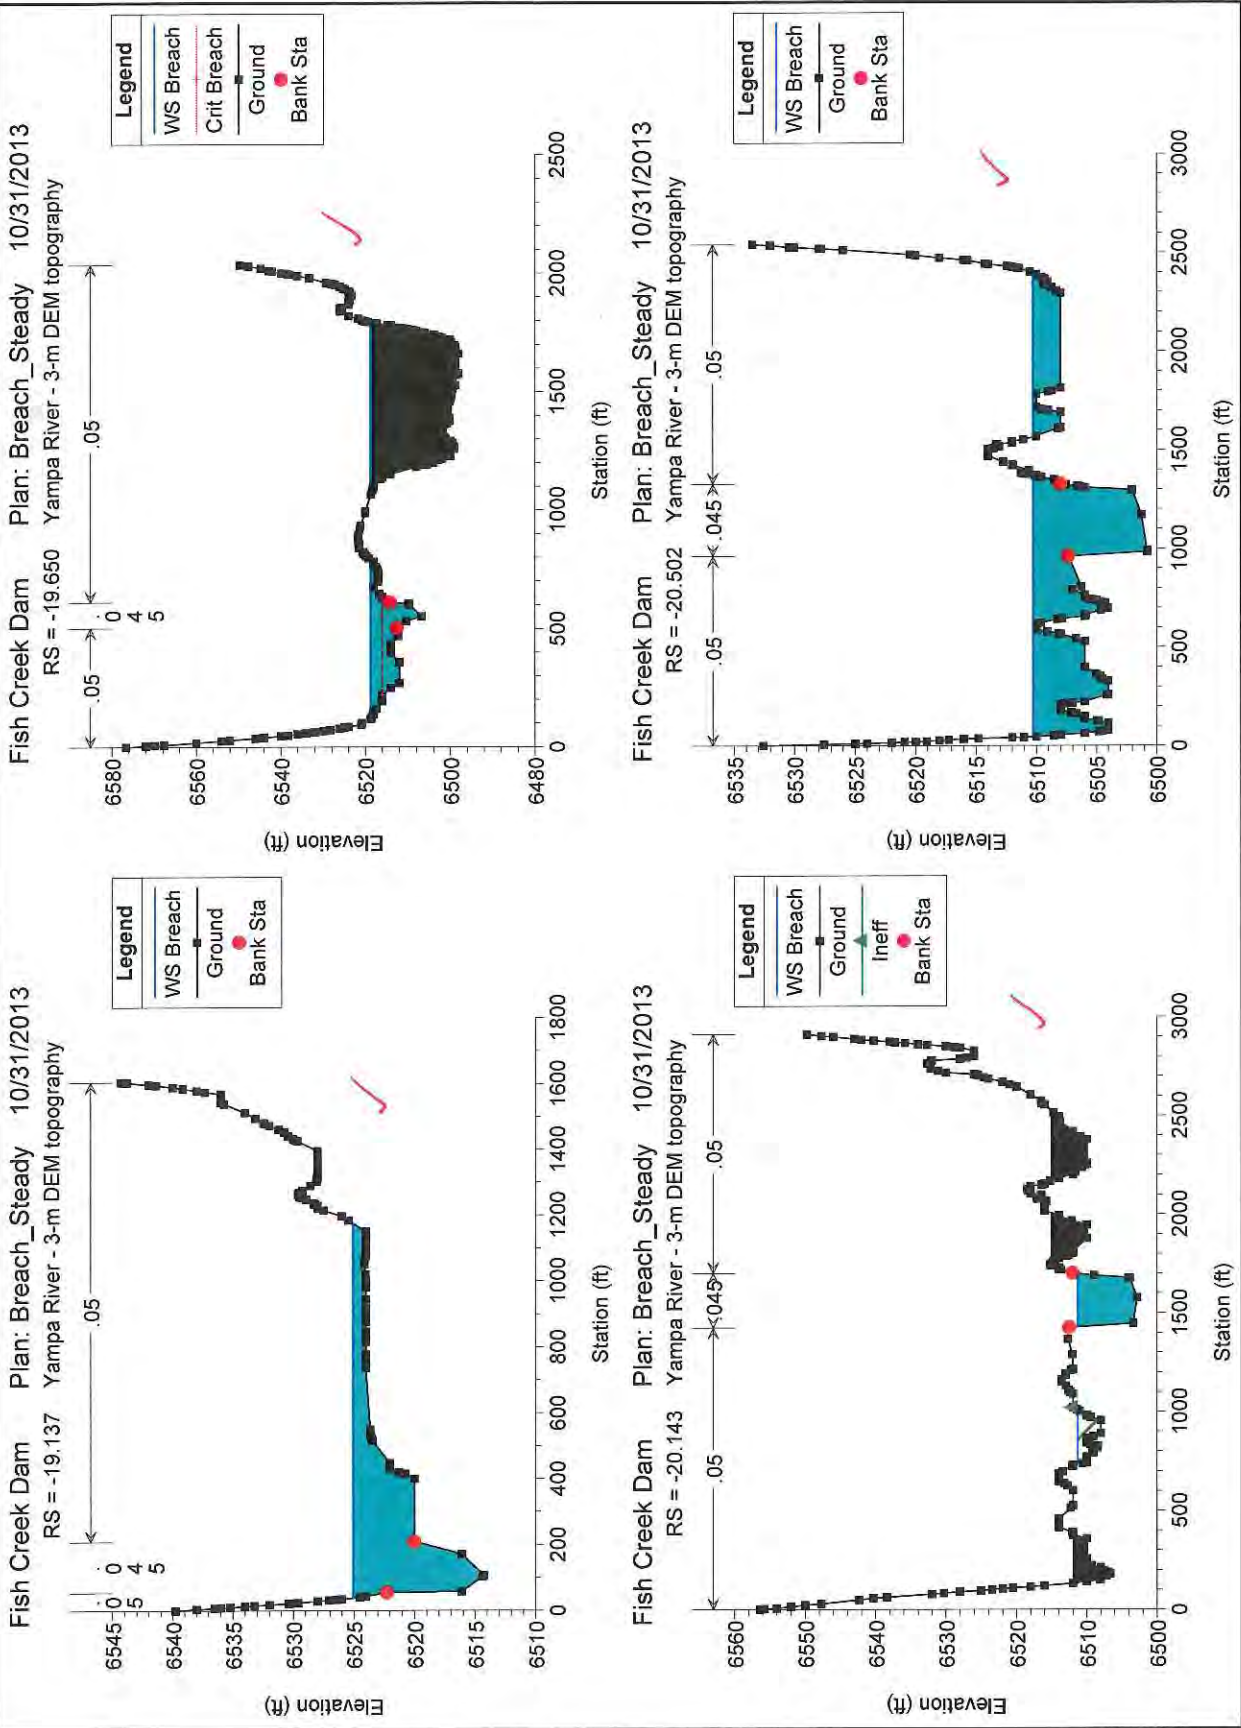 Fish Creek Dam Plan: Breach_Steady 10/31/2013
RS = -19.137 Yampa River - 3-m DEM topography
.05
.045
.05
Elevation (ft)
6545
6540
6535
6530
6525
6520
6515
6510
0 200 400 600 800 1000 1200 1400 1600 1800
Station (ft)
Legend
WS Breach
Ground
Bank Sta
Fish Creek Dam Plan: Breach_Steady 10/31/2013
RS = -19.650 Yampa River - 3-m DEM topography
.05
.045
.05
Elevation (ft)
6580
6560
6540
6520
6500
6480
0 500 1000 1500 2000 2500
Station (ft)
Legend
WS Breach
Crit Breach
Ground
Bank Sta
Fish Creek Dam Plan: Breach_Steady 10/31/2013
RS = -20.143 Yampa River - 3-m DEM topography
.05
.045
.05
Elevation (ft)
6560
6550
6540
6530
6520
6510
6500
0 500 1000 1500 2000 2500 3000
Station (ft)
Legend
WS Breach
Ground
Ineff
Bank Sta
Fish Creek Dam Plan: Breach_Steady 10/31/2013
RS = -20.502 Yampa River - 3-m DEM topography
.05
.045
.05
Elevation (ft)
6535
6530
6525
6520
6515
6510
6505
6500
0 500 1000 1500 2000 2500 3000
Station (ft)
Legend
WS Breach
Ground
Bank Sta